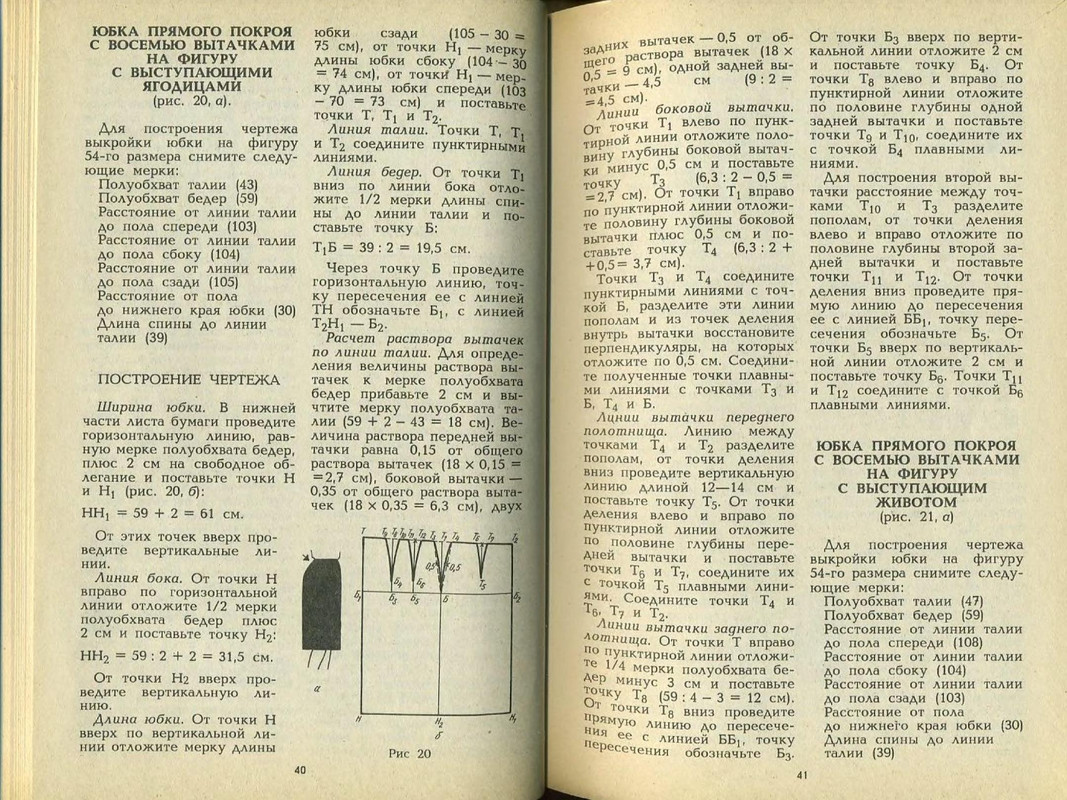 ЮБКА ПРЯМОГО ПОКРОЯ
С ВОСЕМЬЮ ВЫТАЧКАМИ
НА ФИГУРУ
С ВЫСТУПАЮЩИМИ
ЯГОДИЦАМИ
(рис. 20, а).
Для построения чертежа
выкройки юбки на фигуру
54-го размера снимите следу-
ющие мерки:
Полуобхват талии (43)
Полуобхват бедер (59)
Расстояние от линии талии
до пола спереди (103)
Расстояние от линии талии
до пола сбоку (104)
Расстояние от линии талии
до пола сзади (105)
Расстояние от пола
до нижнего края юбки (30)
Длина спины до линии
талии (39)
ПОСТРОЕНИЕ ЧЕРТЕЖА
Ширина юбки. В нижней
части листа бумаги проведите
горизонтальную линию, рав-
ную мерке полуобхвата бедер,
плюс 2 см на свободное об-
легание и поставьте точки Н
и Н₁ (рис. 20, б):
НН₁ = 59 + 2 = 61 см.
От этих точек вверх про-
ведите вертикальные ли-
нии.
Линия бока. От точки Н
вправо по горизонтальной
линии отложите 1/2 мерки
полуобхвата бедер плюс
2 см и поставьте точку Н₂:
НН₂ = 59 : 2 + 2 = 31,5 см.
От точки Н2 вверх про-
ведите вертикальную ли-
нию.
Длина юбки. От точки Н
вверх по вертикальной ли-
нии отложите мерку длины
юбки сзади (105 – 30 =
75 см), от точки Н₁ — мерку
длины юбки сбоку (104 – 30
= 74 см), от точки Н₁ — мер-
ку длины юбки спереди (103
– 70 = 73 см) и поставьте
точки Т, Т₁ и Т₂.
Линия талии. Точки Т, Т₁
и Т₂ соедините пунктирными
линиями.
Линия бедер. От точки Т₁
вниз по линии бока отло-
жите 1/2 мерки длины спи-
ны до линии талии и по-
ставьте точку Б:
Т₁Б = 39 : 2 = 19,5 см.
Через точку Б проведите
горизонтальную линию, точ-
ку пересечения ее с линией
ТН обозначьте Б₁, с линией
Т₂Н₁ — Б₂.
Расчет раствора вытачек
по линии талии. Для опреде-
ления величины раствора вы-
тачек к мерке полуобхвата
бедер прибавьте 2 см и вы-
чтите мерку полуобхвата та-
лии (59 + 2 – 43 = 18 см). Ве-
личина раствора передней вы-
тачки равна 0,15 от общего
раствора вытачек (18 × 0,15 =
=2,7 см), боковой вытачки —
0,35 от общего раствора выта-
чек (18 × 0,35 = 6,3 см), двух
0,5 0,5
Б₁ Б₃ Б₅ Б Б₂
Н Н₂ Н₁
а
б
Рис 20
40
задних вытачек — 0,5 от об-
щего раствора вытачек (18 ×
0,5 = 9 см), одной задней вы-
тачки — 4,5 см (9 : 2 =
=4,5 см).
Линии боковой вытачки.
От точки Т₁ влево по пунк-
тирной линии отложите поло-
вину глубины боковой вытач-
ки минус 0,5 см и поставьте
точку Т₃ (6,3 : 2 – 0,5 =
=2,7 см). От точки Т₁ вправо
по пунктирной линии отложи-
те половину глубины боковой
вытачки плюс 0,5 см и по-
ставьте точку Т₄ (6,3 : 2 +
+0,5= 3,7 см).
Точки Т₃ и Т₄ соедините
пунктирными линиями с точ-
кой Б, разделите эти линии
пополам и из точек деления
внутрь вытачки восстановите
перпендикуляры, на которых
отложите по 0,5 см. Соедини-
те полученные точки плавны-
ми линиями с точками Т₃ и
Б, Т₄ и Б.
Линии вытачки переднего
полотнища. Линию между
точками Т₄ и Т₂ разделите
пополам, от точки деления
вниз проведите вертикальную
линию длиной 12—14 см и
поставьте точку Т₅. От точки
деления влево и вправо по
пунктирной линии отложите
по половине глубины пере-
дней вытачки и поставьте
точки Т₆ и Т₇, соедините их
с точкой Т₅ плавными лини-
ями. Соедините точки Т₄ и
Т₆, Т₇ и Т₂.
Линии вытачки заднего по-
лотнища. От точки Т вправо
по пунктирной линии отложи-
те 1/4 мерки полуобхвата бе-
дер минус 3 см и поставьте
точку Т₈ (59 : 4 – 3 = 12 см).
От точки Т₈ вниз проведите
прямую линию до пересече-
ния ее с линией ББ₁, точку
пересечения обозначьте Б₃.
От точки Б₃ вверх по верти-
кальной линии отложите 2 см
и поставьте точку Б₄. От
точки Т₈ влево и вправо по
пунктирной линии отложите
по половине глубины одной
задней вытачки и поставьте
точки Т₉ и Т₁₀, соедините их
с точкой Б₄ плавными ли-
ниями.
Для построения второй вы-
тачки расстояние между точ-
ками Т₁₀ и Т₃ разделите
пополам, от точки деления
влево и вправо отложите по
половине глубины второй за-
дней вытачки и поставьте
точки Т₁₁ и Т₁₂. От точки
деления вниз проведите пря-
мую линию до пересечения
ее с линией ББ₁, точку пере-
сечения обозначьте Б₅. От
точки Б₅ вверх по вертикаль-
ной линии отложите 2 см и
поставьте точку Б₆. Точки Т₁₁
и Т₁₂ соедините с точкой Б₆
плавными линиями.
ЮБКА ПРЯМОГО ПОКРОЯ
С ВОСЕМЬЮ ВЫТАЧКАМИ
НА ФИГУРУ
С ВЫСТУПАЮЩИМ
ЖИВОТОМ
(рис. 21, а)
Для построения чертежа
выкройки юбки на фигуру
54-го размера снимите следу-
ющие мерки:
Полуобхват талии (47)
Полуобхват бедер (59)
Расстояние от линии талии
до пола спереди (108)
Расстояние от линии талии
до пола сбоку (104)
Расстояние от линии талии
до пола сзади (103)
Расстояние от пола
до нижнего края юбки (30)
Длина спины до линии
талии (39)
41